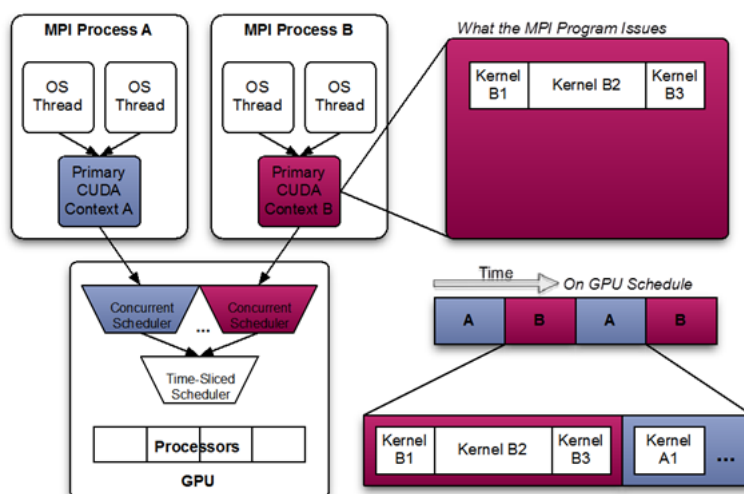 MPI Process A
OS
Thread
OS
Thread
Primary
CUDA
Context A
MPI Process B
OS
Thread
OS
Thread
Primary
CUDA
Context B
What the MPI Program Issues
Kernel
B1
Kernel B2
Kernel
B3
Concurrent
Scheduler
...
Concurrent
Scheduler
Time-Sliced
Scheduler
Processors
GPU
Time
On GPU Schedule
A
B
A
B
Kernel
B1
Kernel B2
Kernel
B3
Kernel
A1
...